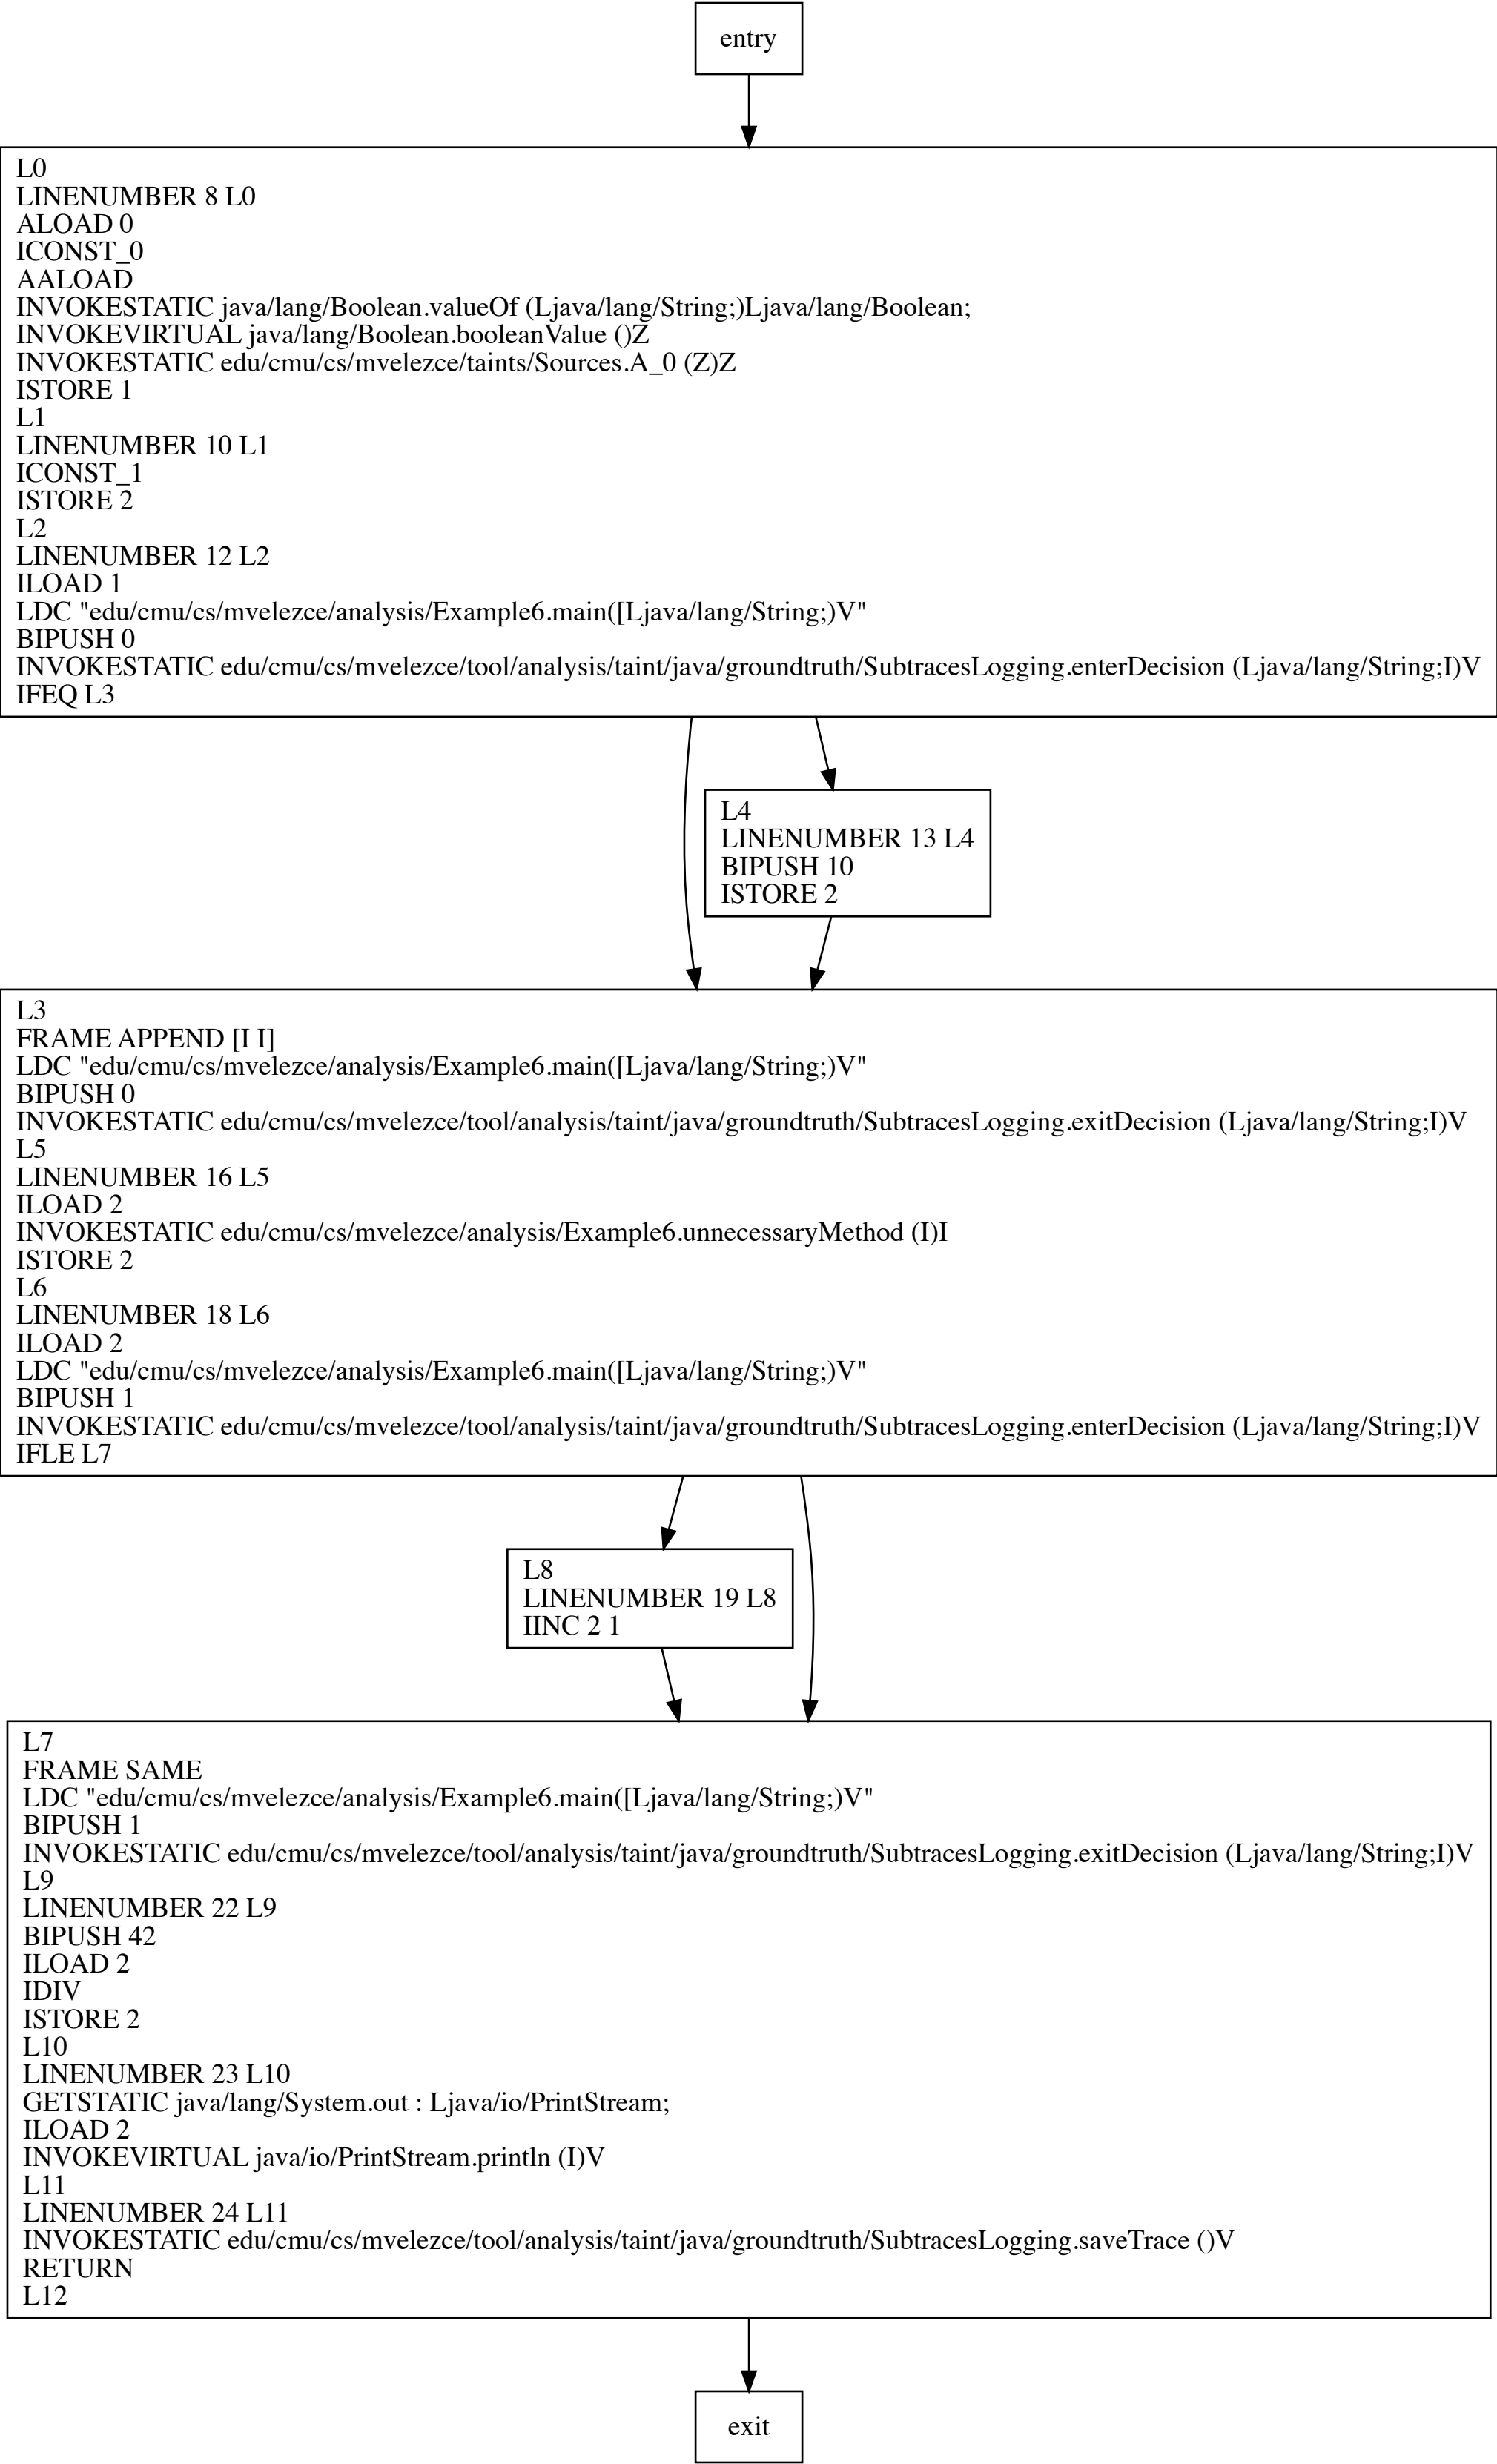 entry
L0
LINENUMBER 8 L0
ALOAD 0
ICONST_0
AALOAD
INVOKESTATIC java/lang/Boolean.valueOf (Ljava/lang/String;)Ljava/lang/Boolean;
INVOKEVIRTUAL java/lang/Boolean.booleanValue ()Z
INVOKESTATIC edu/cmu/cs/mvelezce/taints/Sources.A_0 (Z)Z
ISTORE 1
L1
LINENUMBER 10 L1
ICONST_1
ISTORE 2
L2
LINENUMBER 12 L2
ILOAD 1
LDC "edu/cmu/cs/mvelezce/analysis/Example6.main([Ljava/lang/String;)V"
BIPUSH 0
INVOKESTATIC edu/cmu/cs/mvelezce/tool/analysis/taint/java/groundtruth/SubtracesLogging.enterDecision (Ljava/lang/String;I)V
IFEQ L3
L4
LINENUMBER 13 L4
BIPUSH 10
ISTORE 2
L3
FRAME APPEND [I I]
LDC "edu/cmu/cs/mvelezce/analysis/Example6.main([Ljava/lang/String;)V"
BIPUSH 0
INVOKESTATIC edu/cmu/cs/mvelezce/tool/analysis/taint/java/groundtruth/SubtracesLogging.exitDecision (Ljava/lang/String;I)V
L5
LINENUMBER 16 L5
ILOAD 2
INVOKESTATIC edu/cmu/cs/mvelezce/analysis/Example6.unnecessaryMethod (I)I
ISTORE 2
L6
LINENUMBER 18 L6
ILOAD 2
LDC "edu/cmu/cs/mvelezce/analysis/Example6.main([Ljava/lang/String;)V"
BIPUSH 1
INVOKESTATIC edu/cmu/cs/mvelezce/tool/analysis/taint/java/groundtruth/SubtracesLogging.enterDecision (Ljava/lang/String;I)V
IFLE L7
L8
LINENUMBER 19 L8
IINC 2 1
L7
FRAME SAME
LDC "edu/cmu/cs/mvelezce/analysis/Example6.main([Ljava/lang/String;)V"
BIPUSH 1
INVOKESTATIC edu/cmu/cs/mvelezce/tool/analysis/taint/java/groundtruth/SubtracesLogging.exitDecision (Ljava/lang/String;I)V
L9
LINENUMBER 22 L9
BIPUSH 42
ILOAD 2
IDIV
ISTORE 2
L10
LINENUMBER 23 L10
GETSTATIC java/lang/System.out : Ljava/io/PrintStream;
ILOAD 2
INVOKEVIRTUAL java/io/PrintStream.println (I)V
L11
LINENUMBER 24 L11
INVOKESTATIC edu/cmu/cs/mvelezce/tool/analysis/taint/java/groundtruth/SubtracesLogging.saveTrace ()V
RETURN
L12
exit